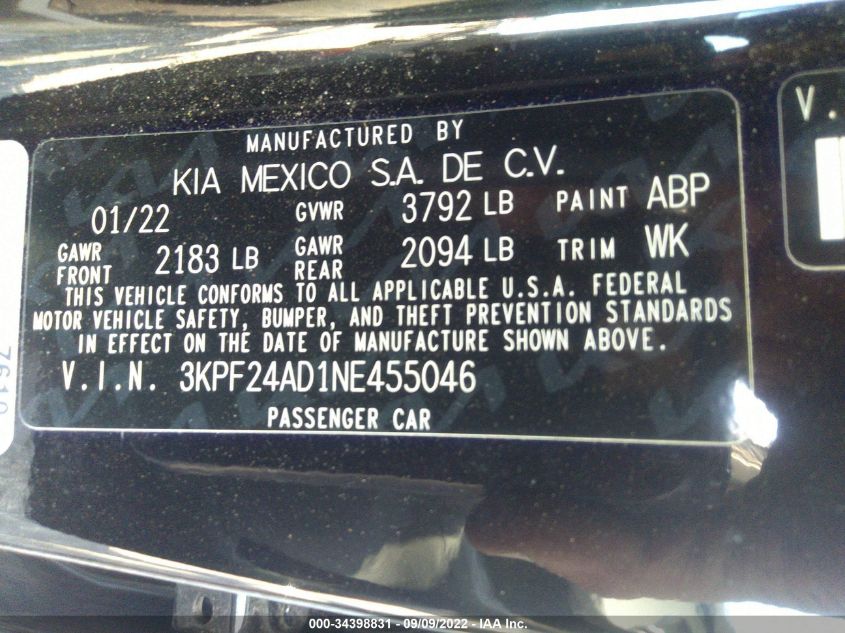 MANUFACTURED BY
KIA MEXICO S.A. DE C.V.
01/22 GVWR 3792 LB PAINT ABP
GAWR FRONT 2183 LB GAWR REAR 2094 LB TRIM WK
THIS VEHICLE CONFORMS TO ALL APPLICABLE U.S.A. FEDERAL
MOTOR VEHICLE SAFETY, BUMPER, AND THEFT PREVENTION STANDARDS
IN EFFECT ON THE DATE OF MANUFACTURE SHOWN ABOVE.
V.I.N. 3KPF24AD1NE455046
PASSENGER CAR
V.
000-34398831 - 09/09/2022 - IAA Inc.